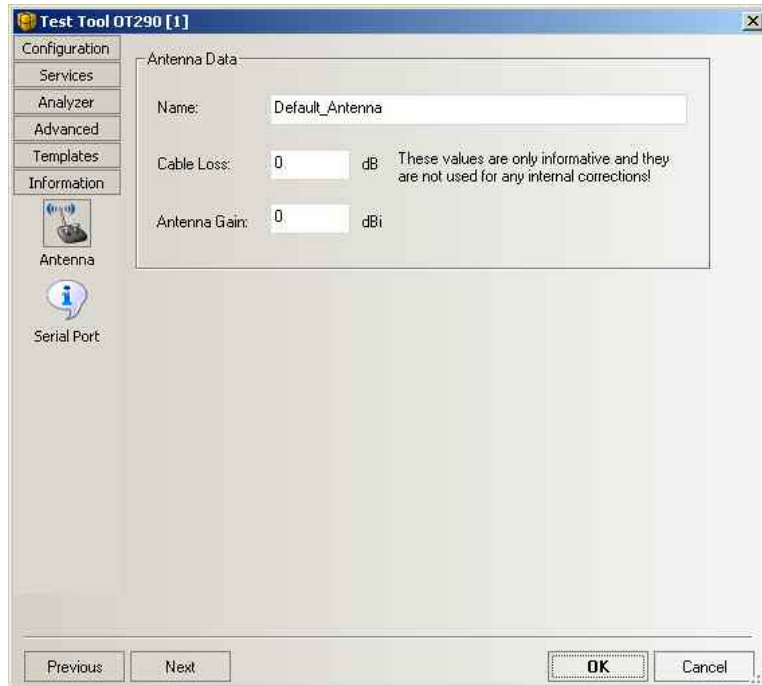 Test Tool OT290 [1]
Configuration
Services
Analyzer
Advanced
Templates
Information
Antenna
Serial Port
Antenna Data
Name:
Default_Antenna
Cable Loss:
0
dB
These values are only informative and they
are not used for any internal corrections!
Antenna Gain:
0
dBi
Previous
Next
OK
Cancel